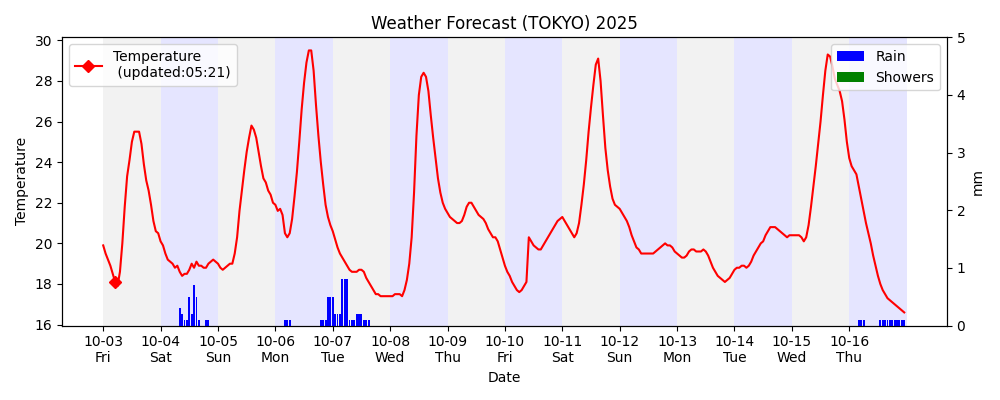 Weather Forecast (TOKYO) 2025
Temperature
(updated:05:21)
Rain
Showers
Temperature
30
28
26
24
22
20
18
16
5
4
3
2
1
0
mm
10-03 10-04 10-05 10-06 10-07 10-08 10-09 10-10 10-11 10-12 10-13 10-14 10-15 10-16
Fri Sat Sun Mon Tue Wed Thu Fri Sat Sun Mon Tue Wed Thu
Date